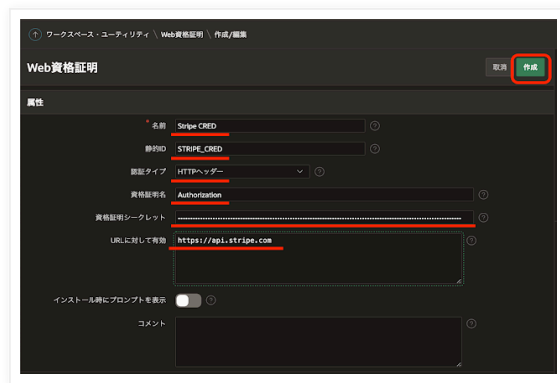 ワークスペース・ユーティリティ \ Web資格証明 \ 作成/編集
Web資格証明
取消
作成
属性
* 名前 Stripe CRED
静的ID STRIPE_CRED
認証タイプ HTTPヘッダー
資格証明名 Authorization
資格証明シークレット
URLに対して有効 https://api.stripe.com
インストール時にプロンプトを表示
コメント